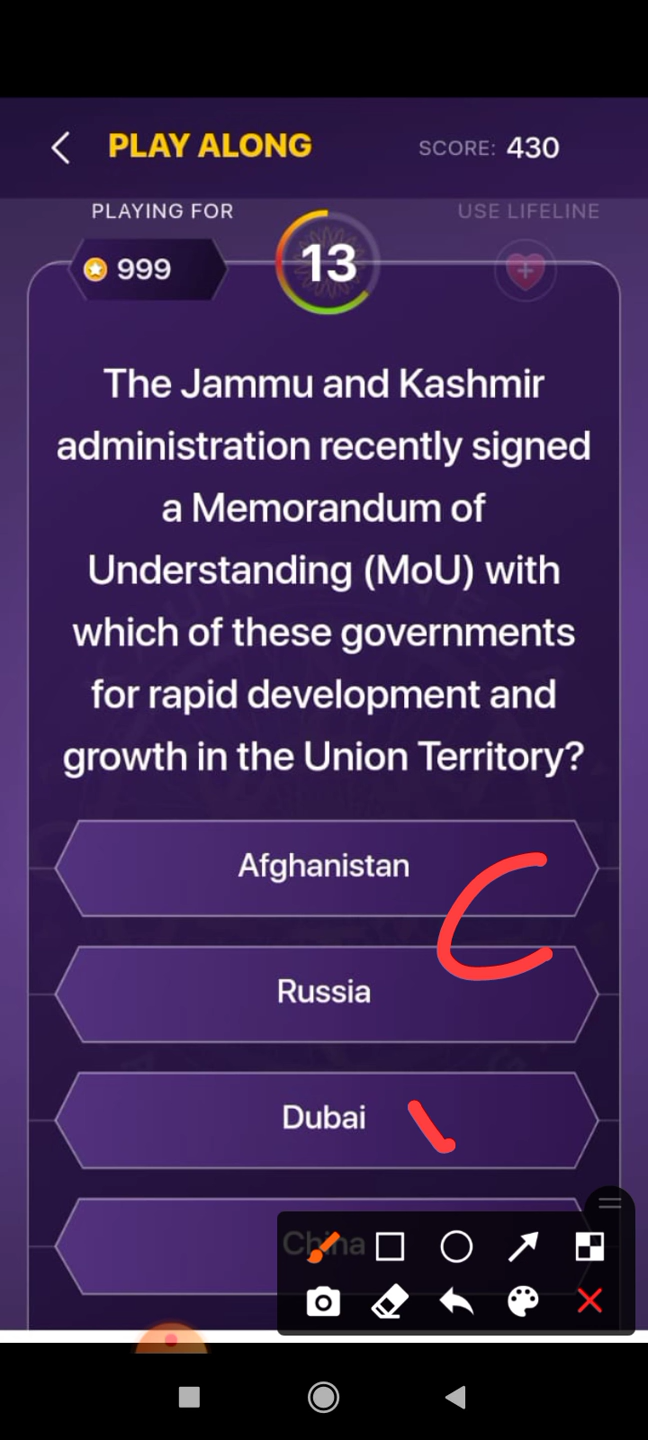 PLAY ALONG
SCORE: 430
PLAYING FOR
USE LIFELINE
999
13
The Jammu and Kashmir
administration recently signed
a Memorandum of
Understanding (MoU) with
which of these governments
for rapid development and
growth in the Union Territory?
Afghanistan
C
Russia
Dubai
China